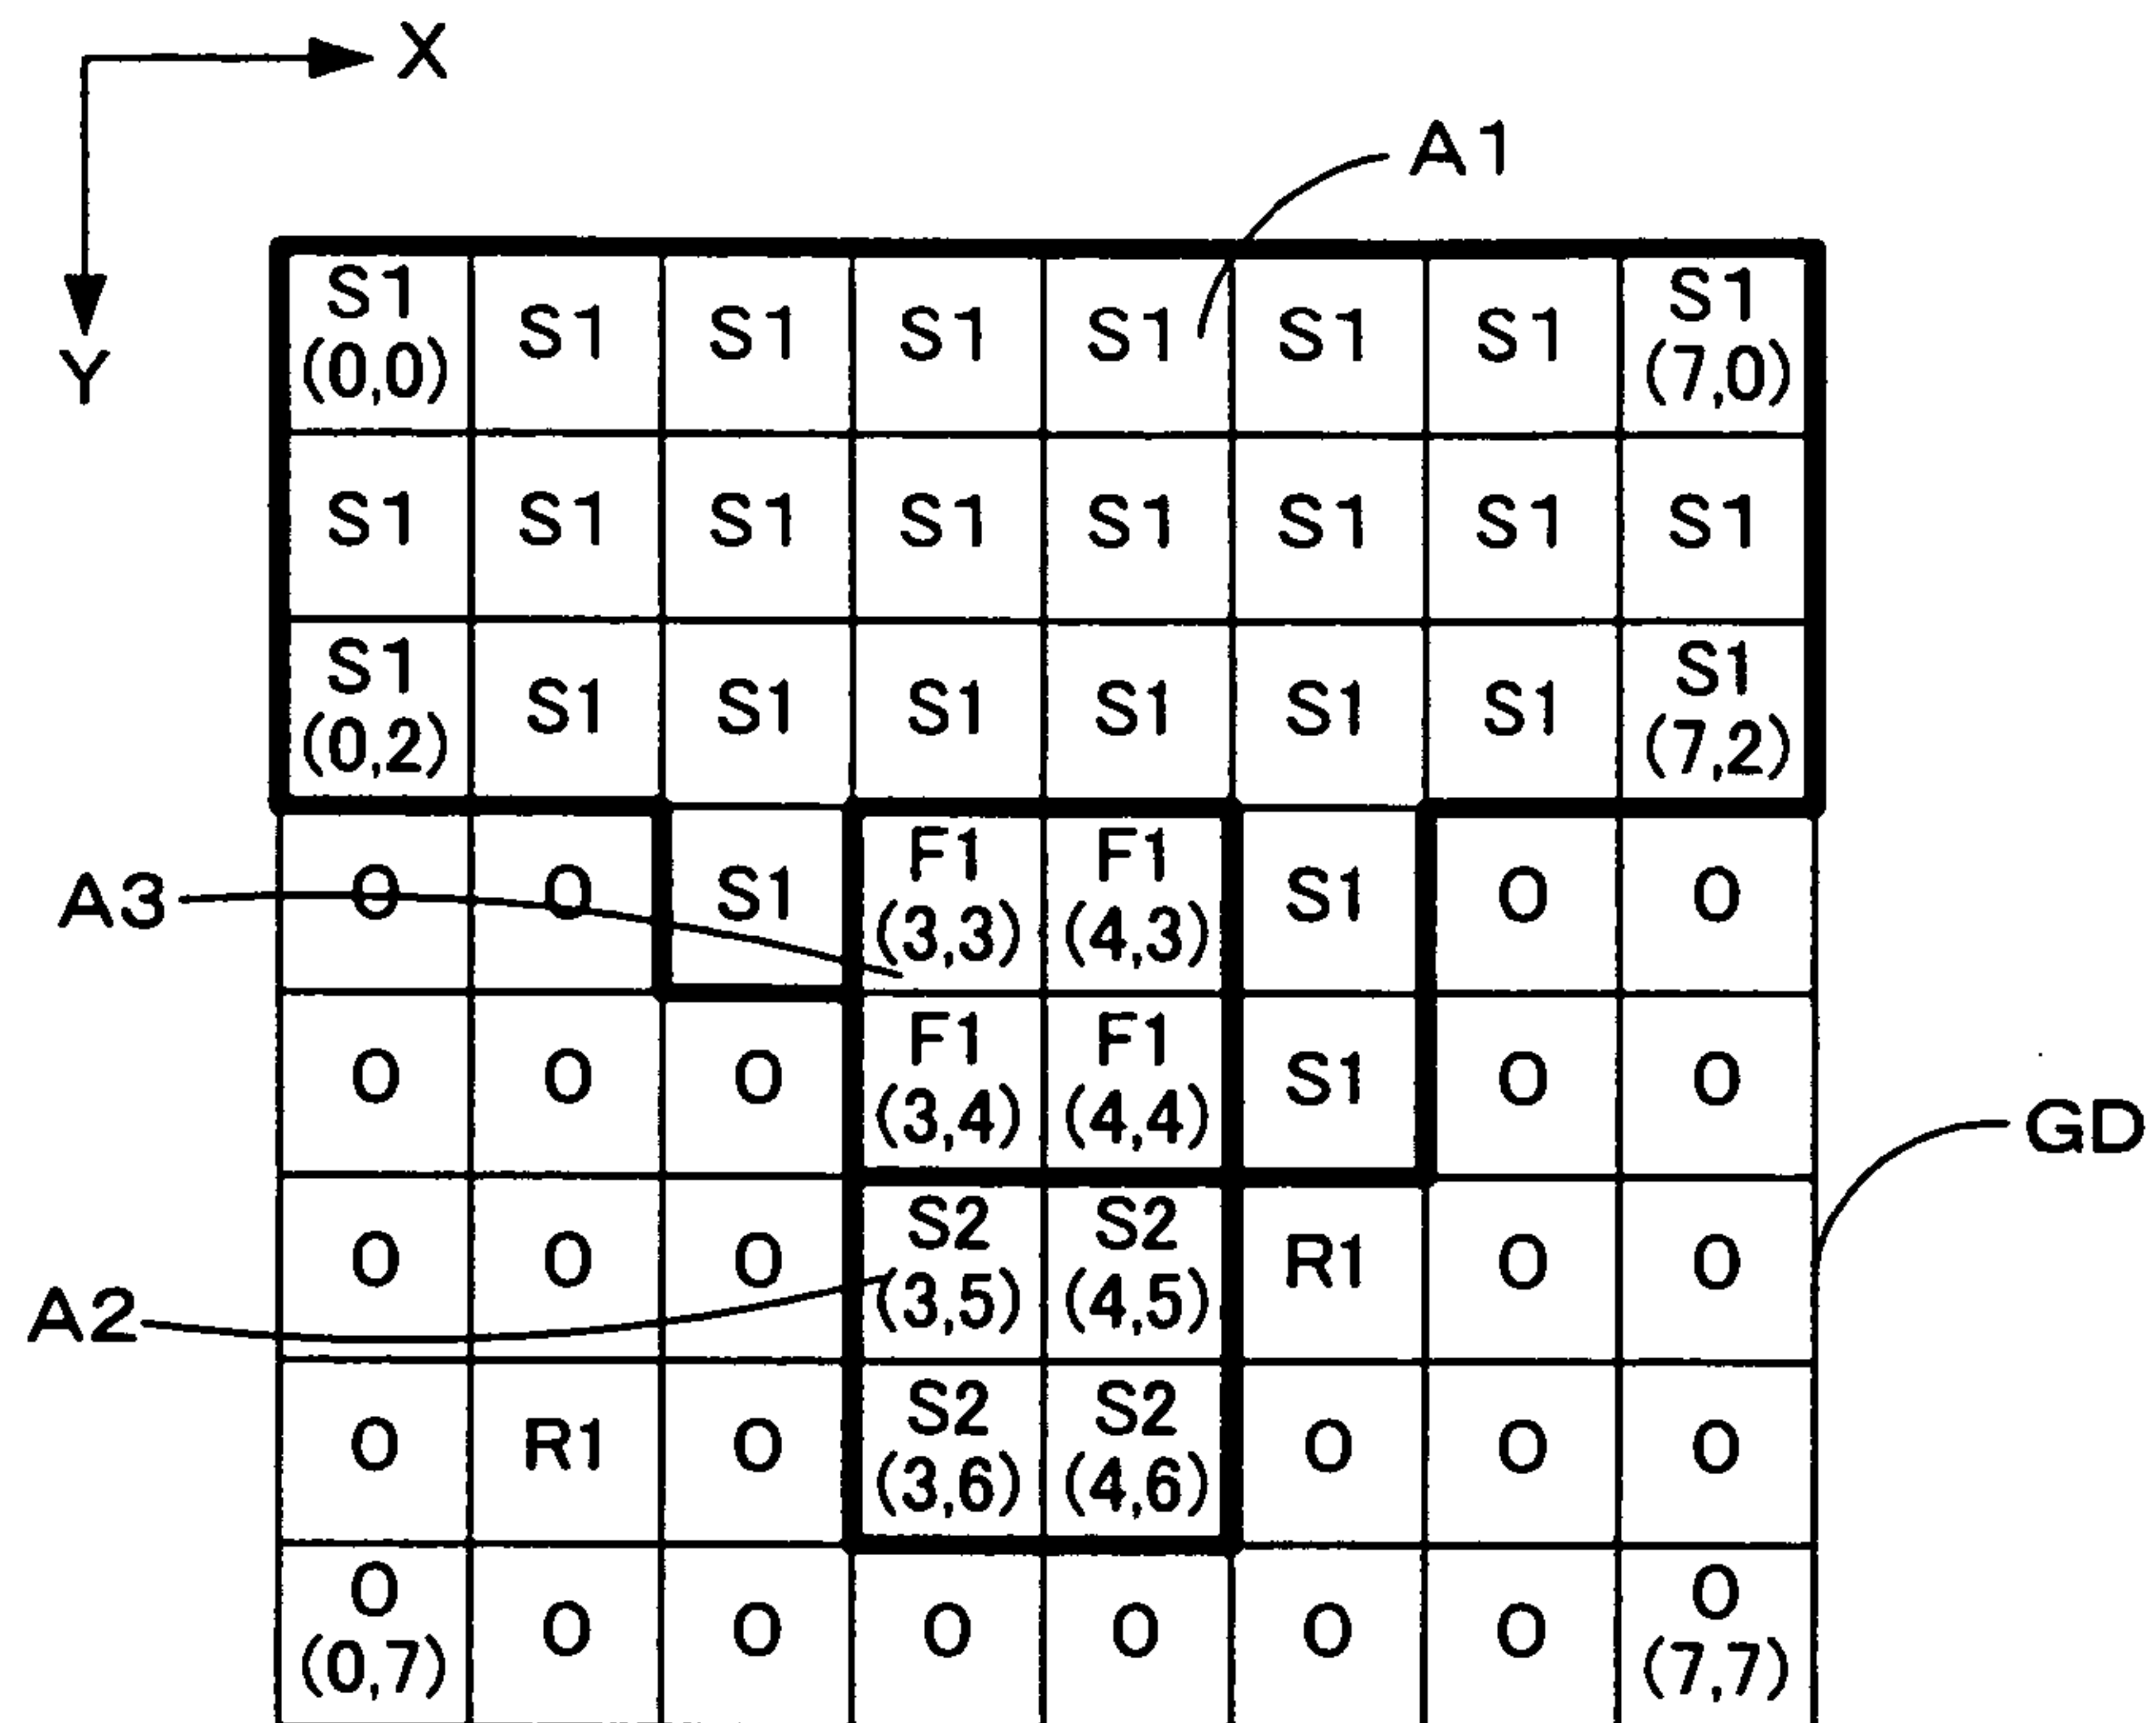 X
Y
A1
S1 S1 S1 S1 S1 S1 S1 S1
(0,0) (7,0)
S1 S1 S1 S1 S1 S1 S1 S1
S1 S1 S1 S1 S1 S1 S1 S1
(0,2) (7,2)
A3
O O S1 F1 F1 S1 O O
(3,3) (4,3)
O O O F1 F1 S1 O O
(3,4) (4,4)
GD
O O O S2 S2 R1 O O
(3,5) (4,5)
A2
O R1 O S2 S2 O O O
(3,6) (4,6)
O O O O O O O O
(0,7) (7,7)